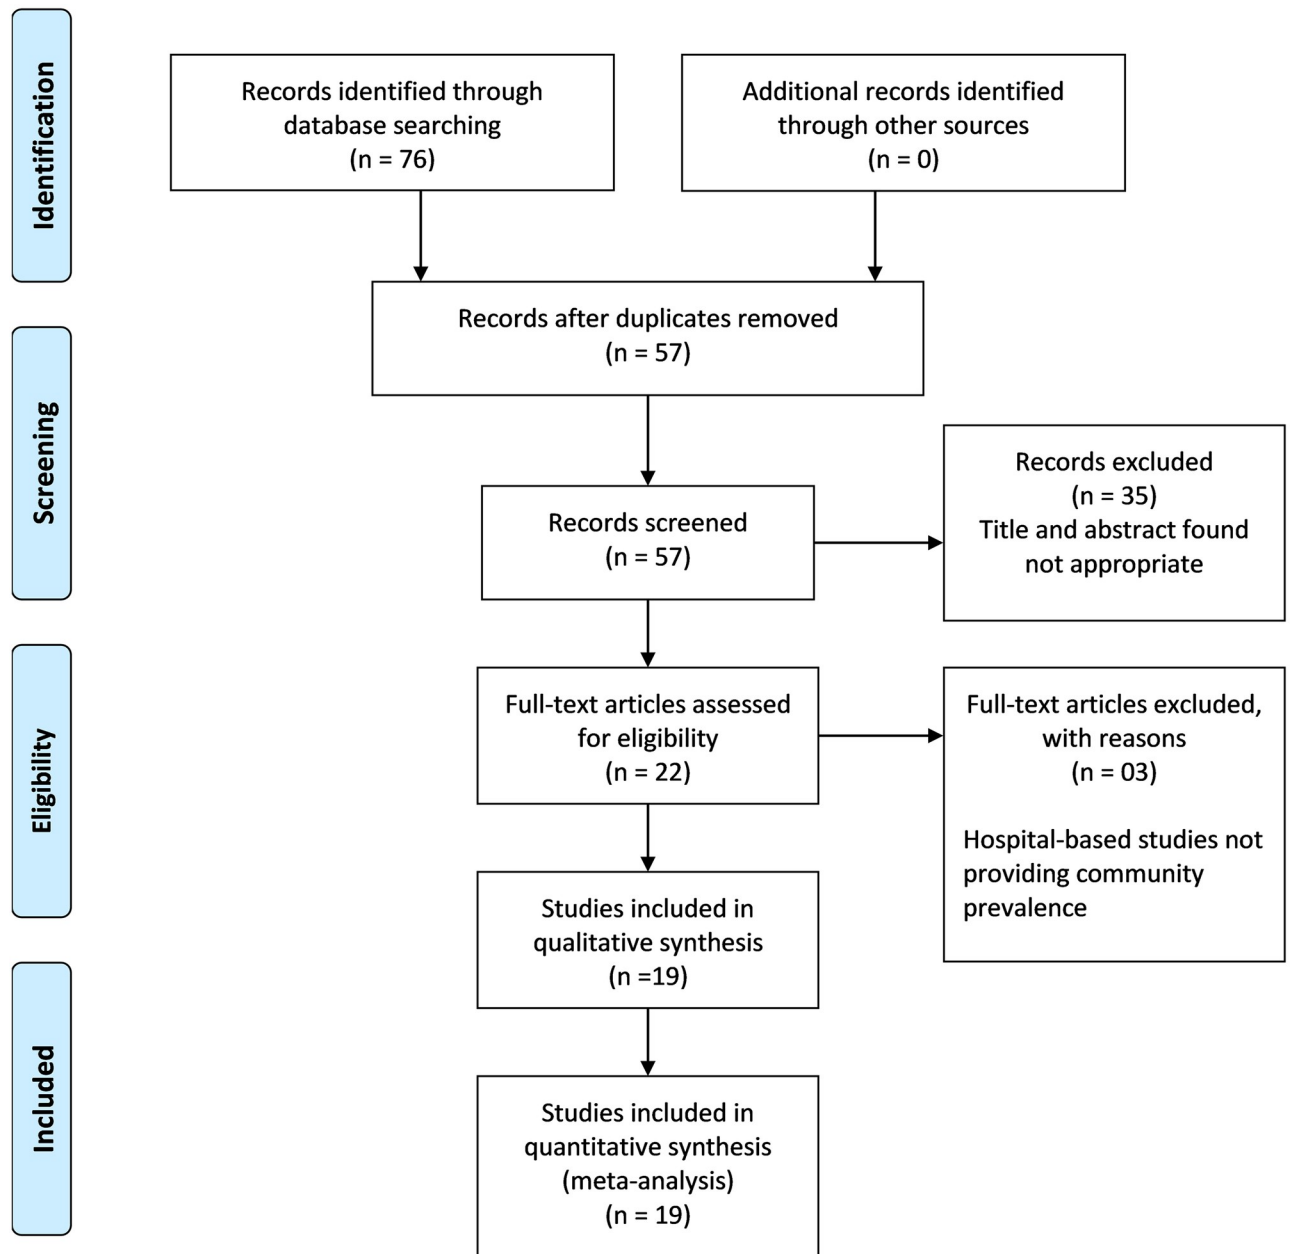 Identification
Records identified through
database searching
(n = 76)
Additional records identified
through other sources
(n = 0)
Records after duplicates removed
(n = 57)
Screening
Records screened
(n = 57)
Records excluded
(n = 35)
Title and abstract found
not appropriate
Eligibility
Full-text articles assessed
for eligibility
(n = 22)
Full-text articles excluded,
with reasons
(n = 03)
Hospital-based studies not
providing community
prevalence
Studies included in
qualitative synthesis
(n =19)
Included
Studies included in
quantitative synthesis
(meta-analysis)
(n = 19)